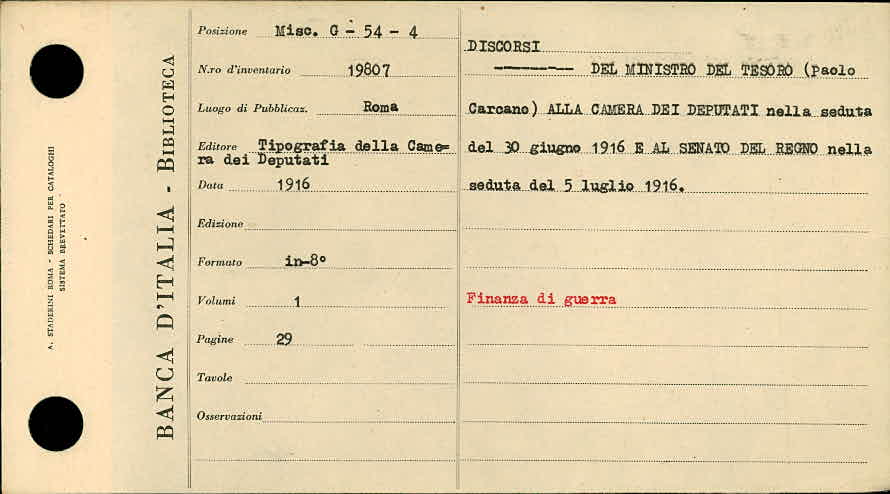 A. STADERINI ROMA - SCHEDARI PER CATALOGHI
SISTEMA BREVETTATO
BANCA D'ITALIA - BIBLIOTECA
Posizione Misc. G - 54 - 4
N.ro d'inventario 19807
Luogo di Pubblicaz. Roma
Editore Tipografia della Came=
ra dei Deputati
Data 1916
Edizione
Formato in-8°
Volumi 1
Pagine 29
Tavole
Osservazioni
DISCORSI
--------- DEL MINISTRO DEL TESORO (Paolo
Carcano) ALLA CAMERA DEI DEPUTATI nella seduta
del 30 giugno 1916 E AL SENATO DEL REGNO nella
seduta del 5 luglio 1916.
Finanza di guerra